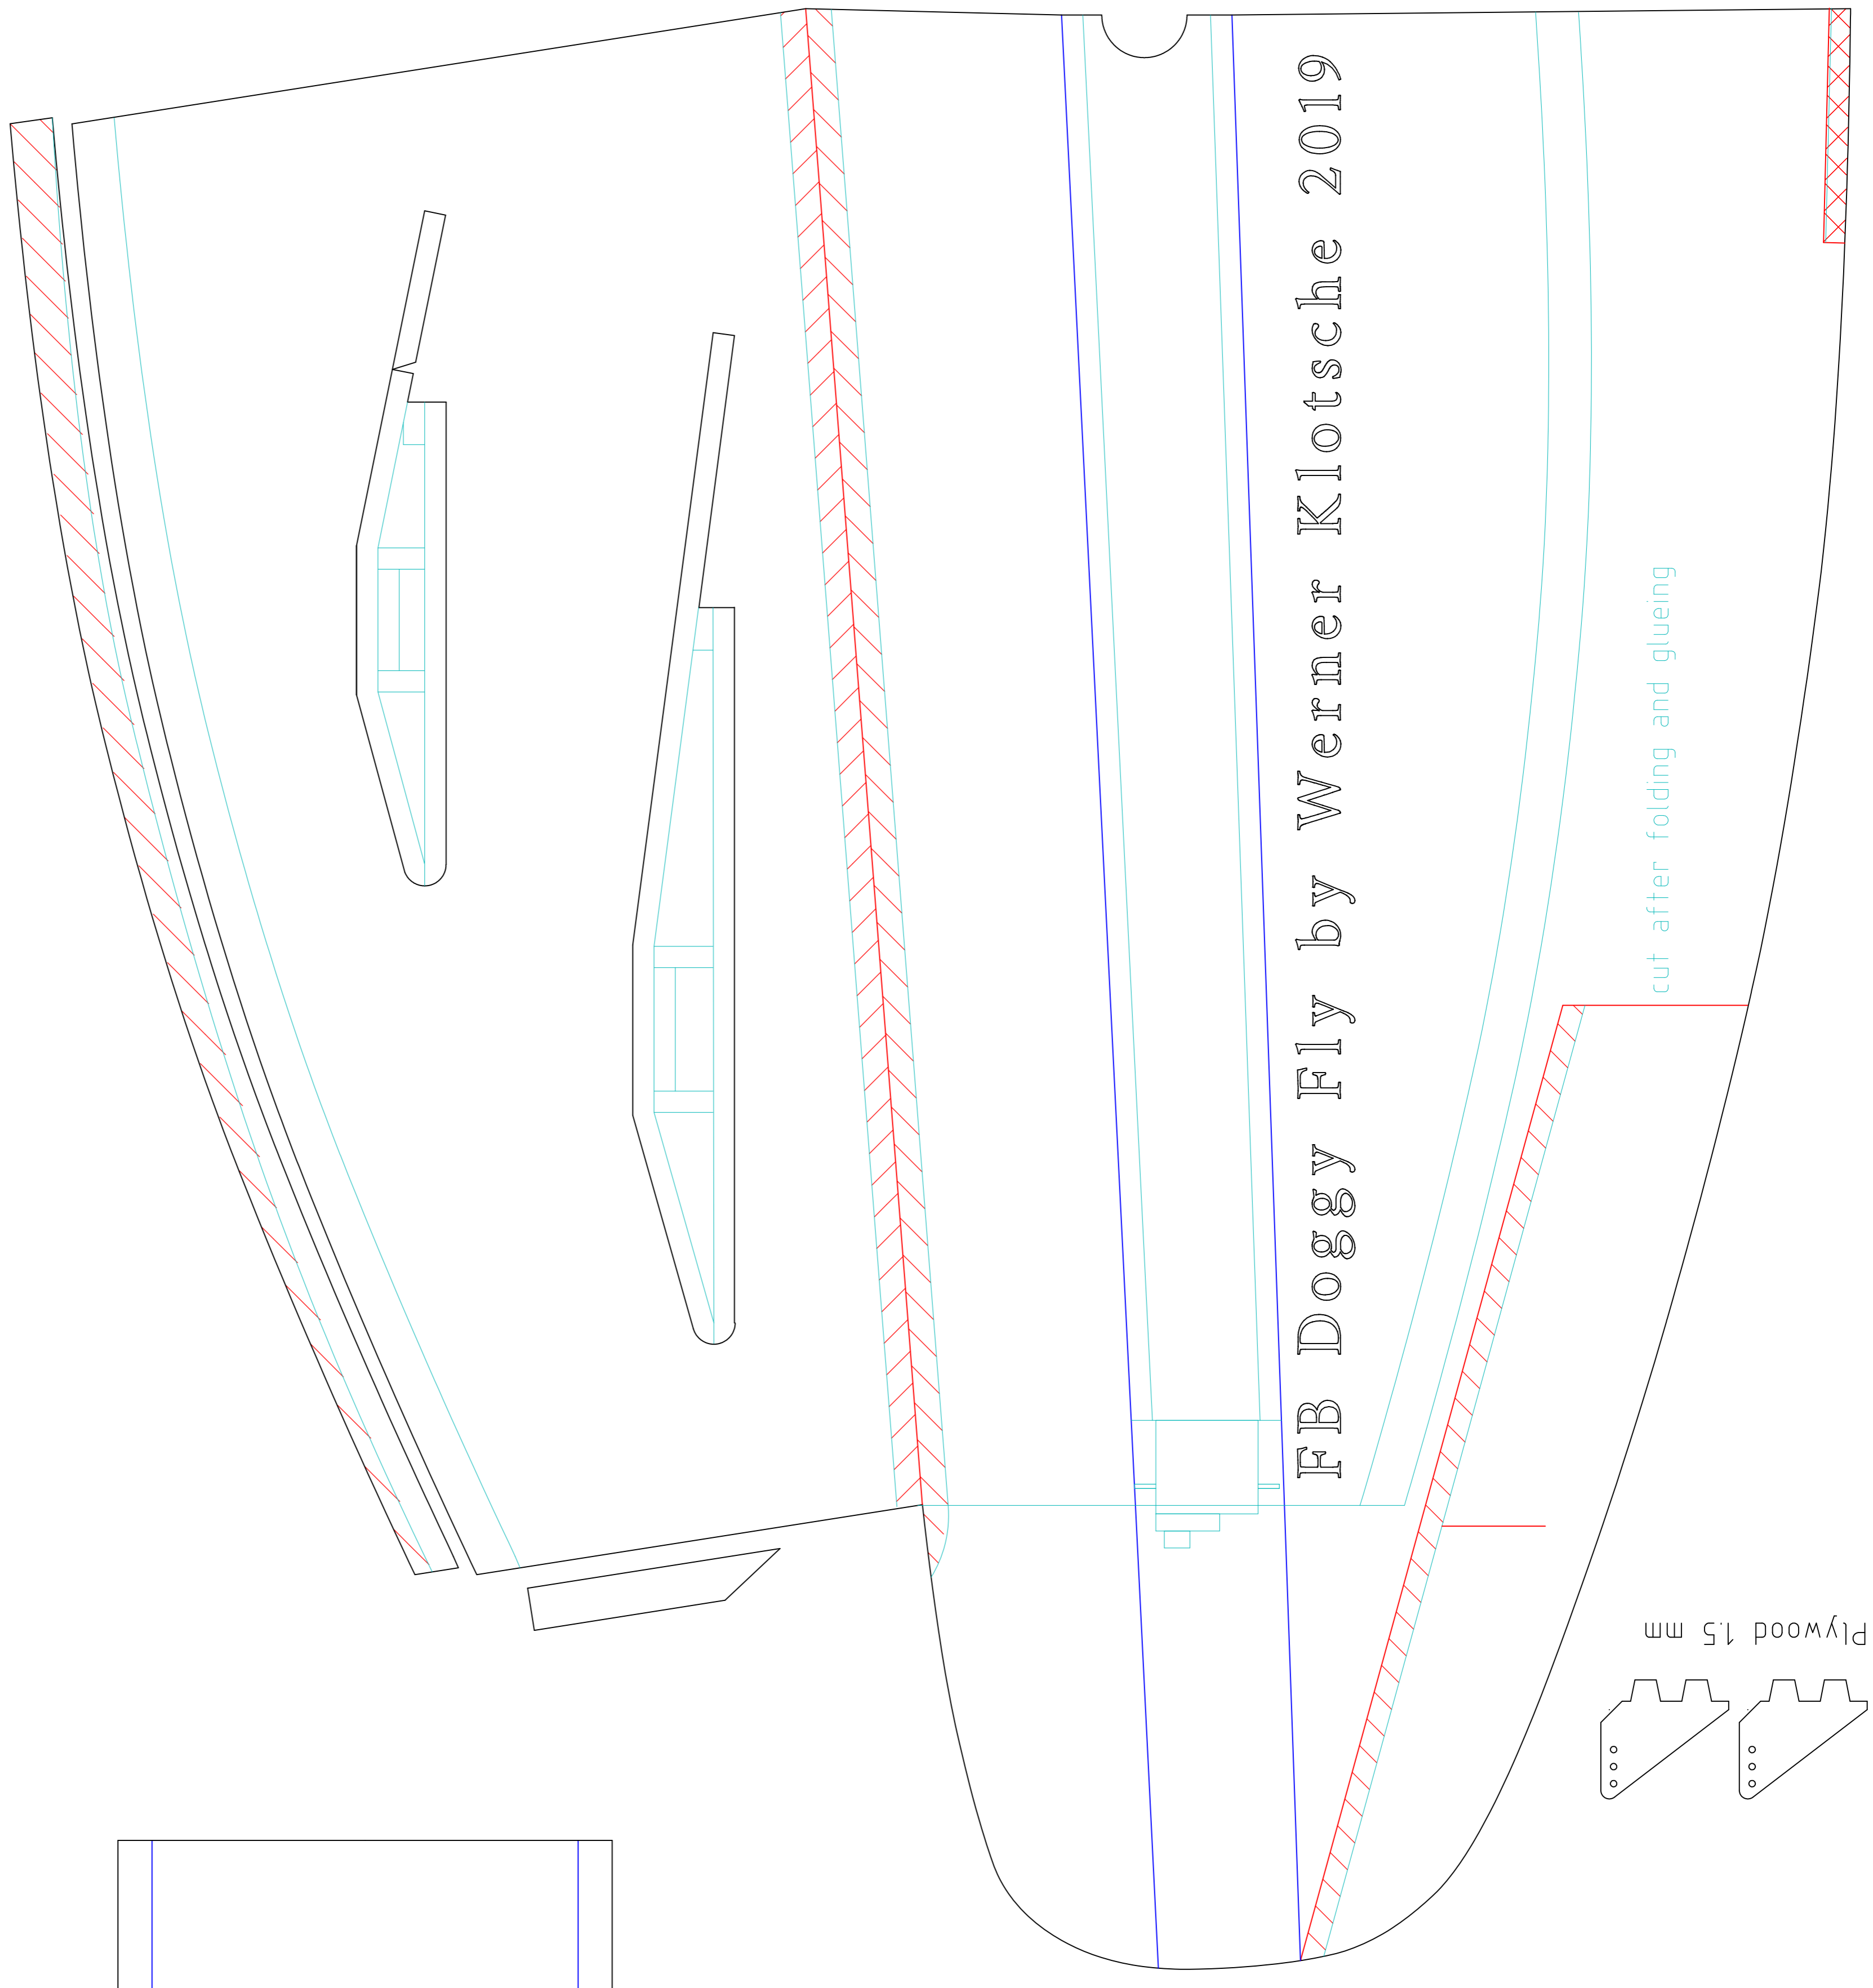 FB Doggy Fly by Werner Klotsche 2019
cut after folding and glueing
Plywood 1.5 mm